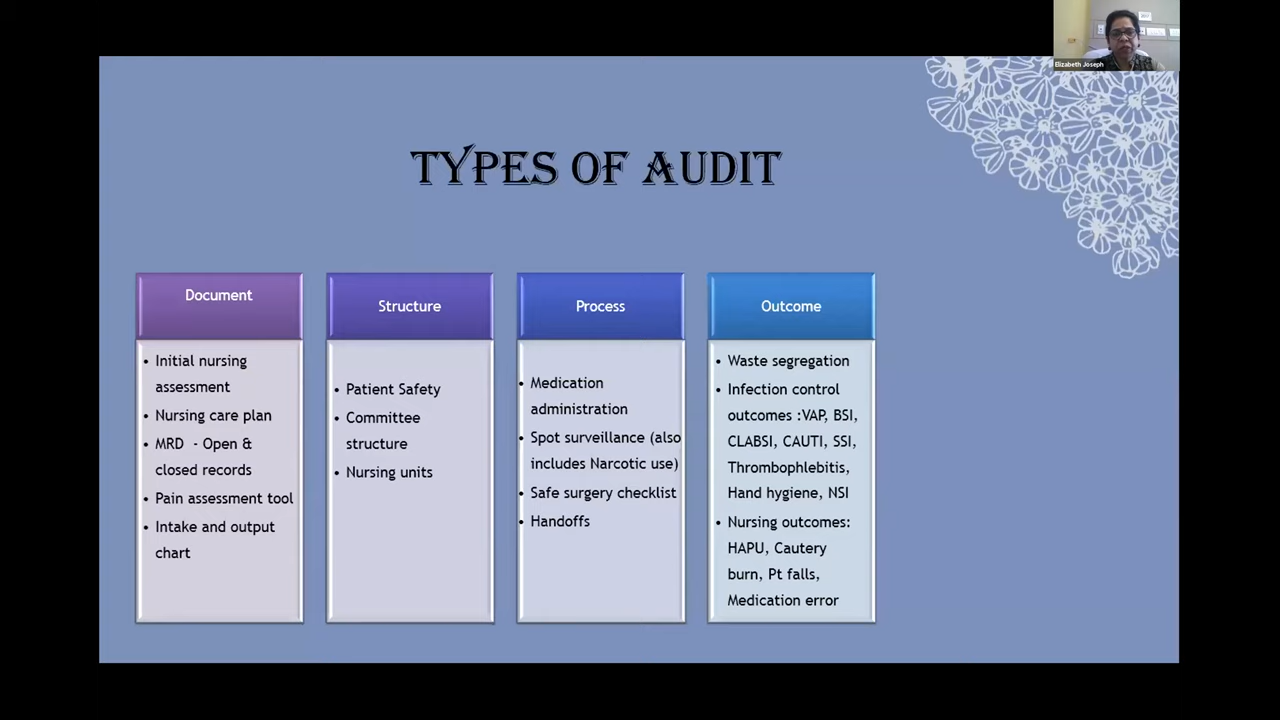 Elizabeth Joseph
TYPES OF AUDIT
Document
• Initial nursing
assessment
• Nursing care plan
• MRD - Open &
closed records
• Pain assessment tool
• Intake and output
chart
Structure
• Patient Safety
• Committee
structure
• Nursing units
Process
• Medication
administration
• Spot surveillance (also
includes Narcotic use)
• Safe surgery checklist
• Handoffs
Outcome
• Waste segregation
• Infection control
outcomes :VAP, BSI,
CLABSI, CAUTI, SSI,
Thrombophlebitis,
Hand hygiene, NSI
• Nursing outcomes:
HAPU, Cautery
burn, Pt falls,
Medication error